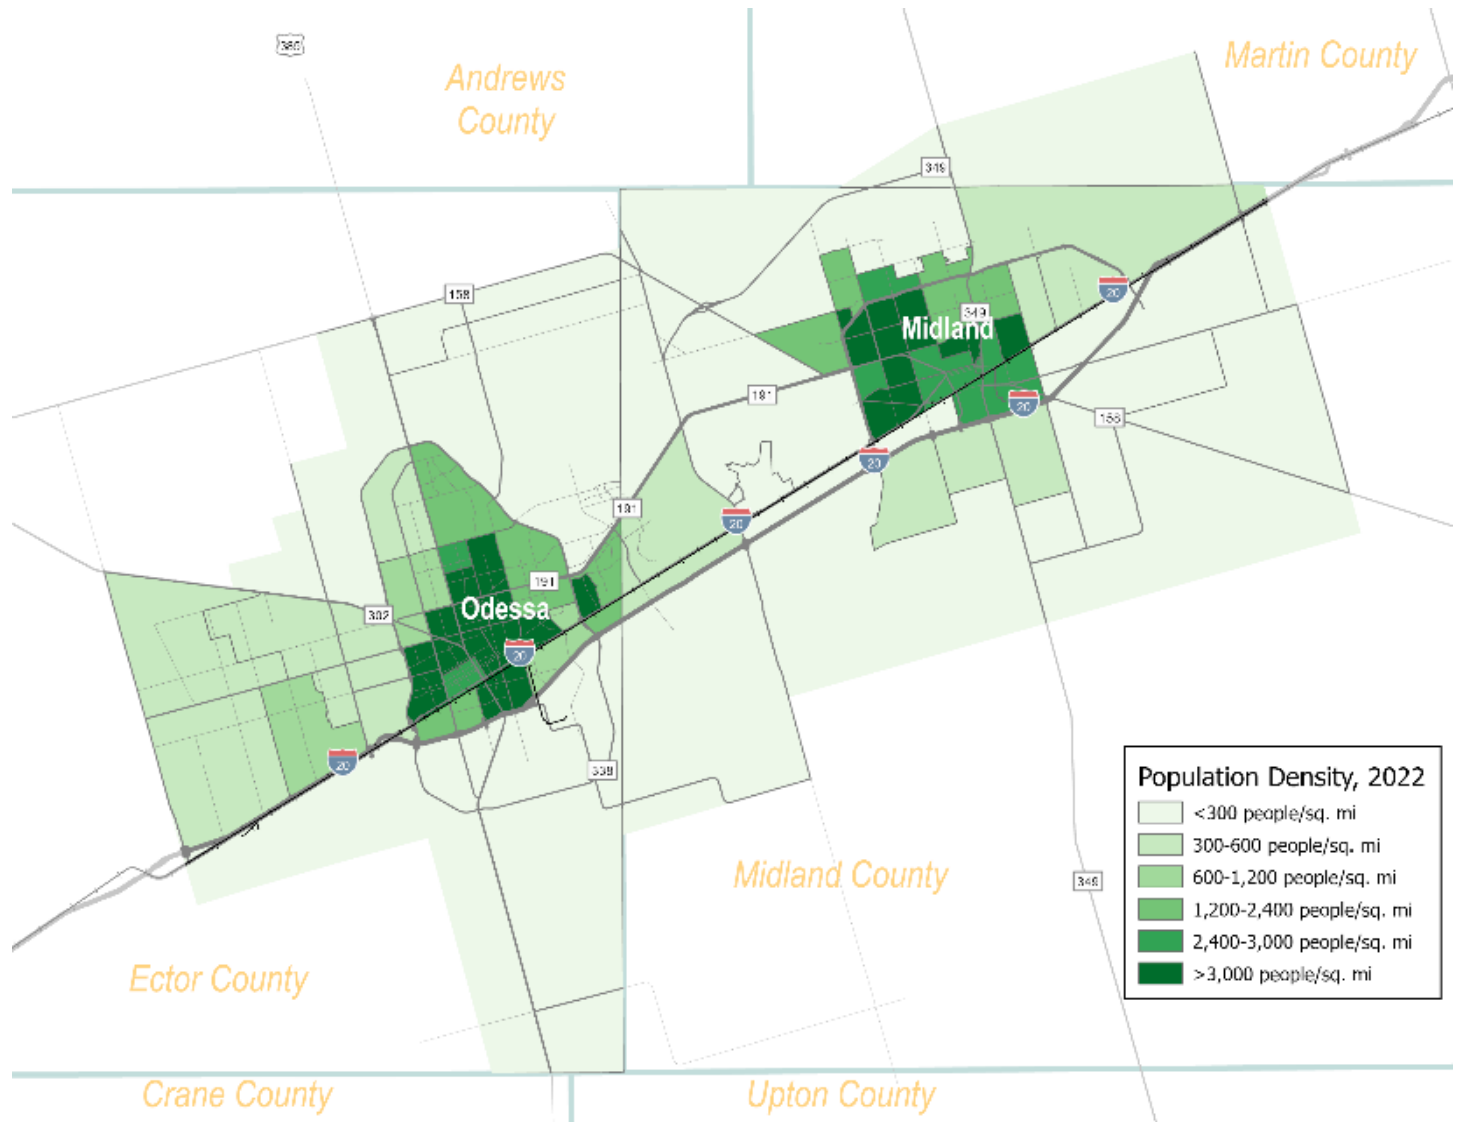 385
Martin County
Andrews
County
349
158
20
349
Midland
191
20
158
20
191
20
191
Odessa
302
20
20
338
Population Density, 2022
<300 people/sq. mi
300-600 people/sq. mi
600-1,200 people/sq. mi
1,200-2,400 people/sq. mi
2,400-3,000 people/sq. mi
>3,000 people/sq. mi
Midland County
349
Ector County
Crane County
Upton County